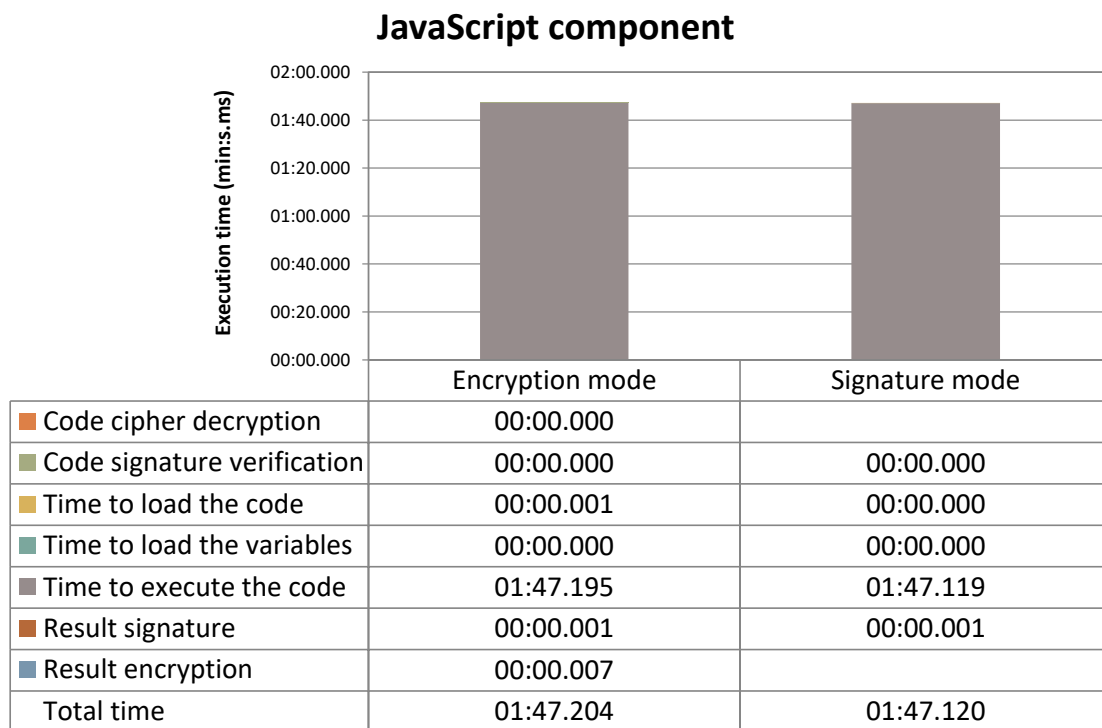 JavaScript component
Execution time (min:s.ms)
02:00.000
01:40.000
01:20.000
01:00.000
00:40.000
00:20.000
00:00.000
Encryption mode Signature mode
Code cipher decryption 00:00.000
Code signature verification 00:00.000 00:00.000
Time to load the code 00:00.001 00:00.000
Time to load the variables 00:00.000 00:00.000
Time to execute the code 01:47.195 01:47.119
Result signature 00:00.001 00:00.001
Result encryption 00:00.007
Total time 01:47.204 01:47.120